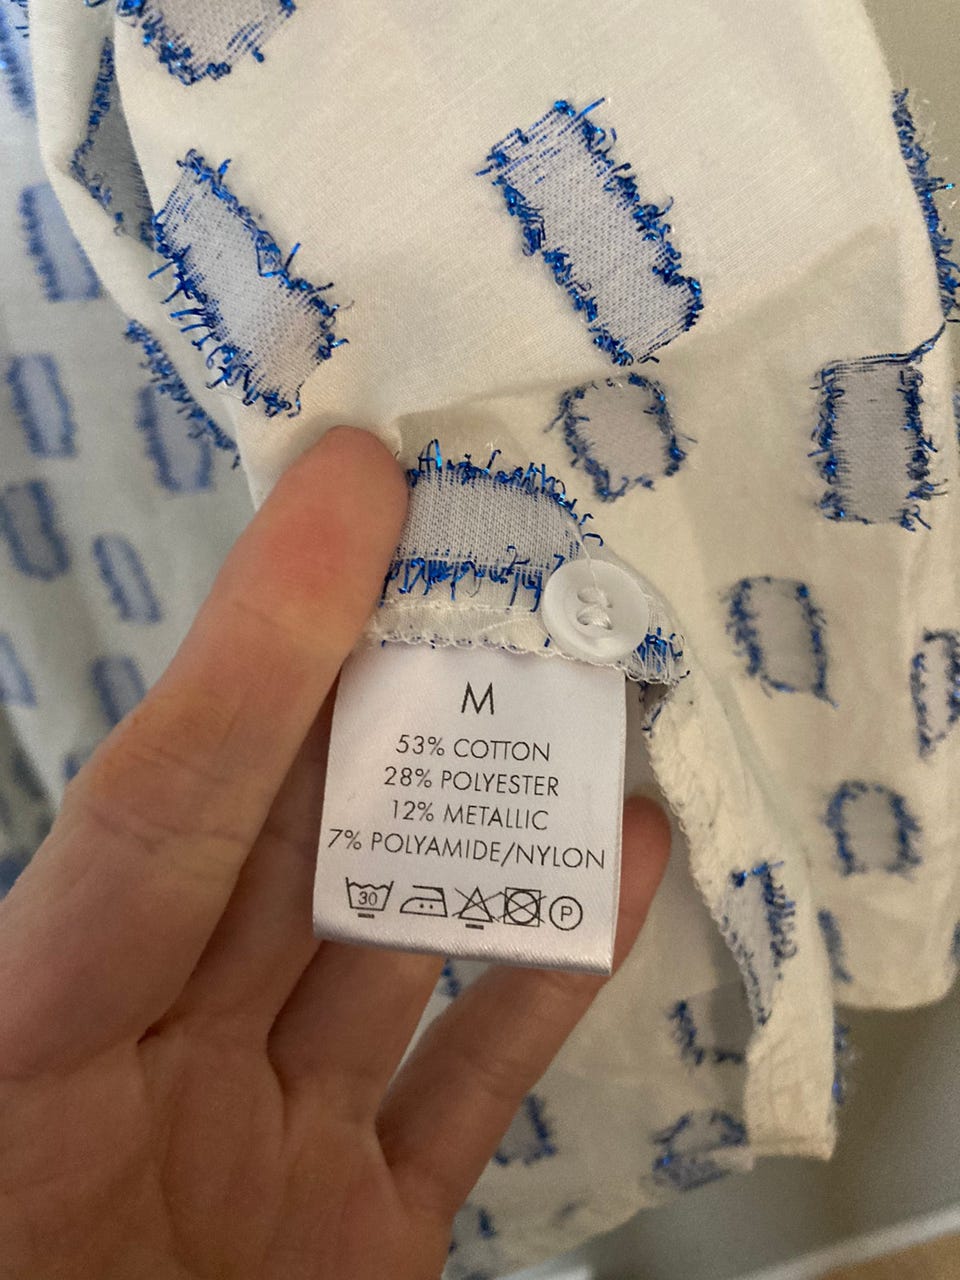 M
53% COTTON
28% POLYESTER
12% METALLIC
7% POLYAMIDE/NYLON
30 P